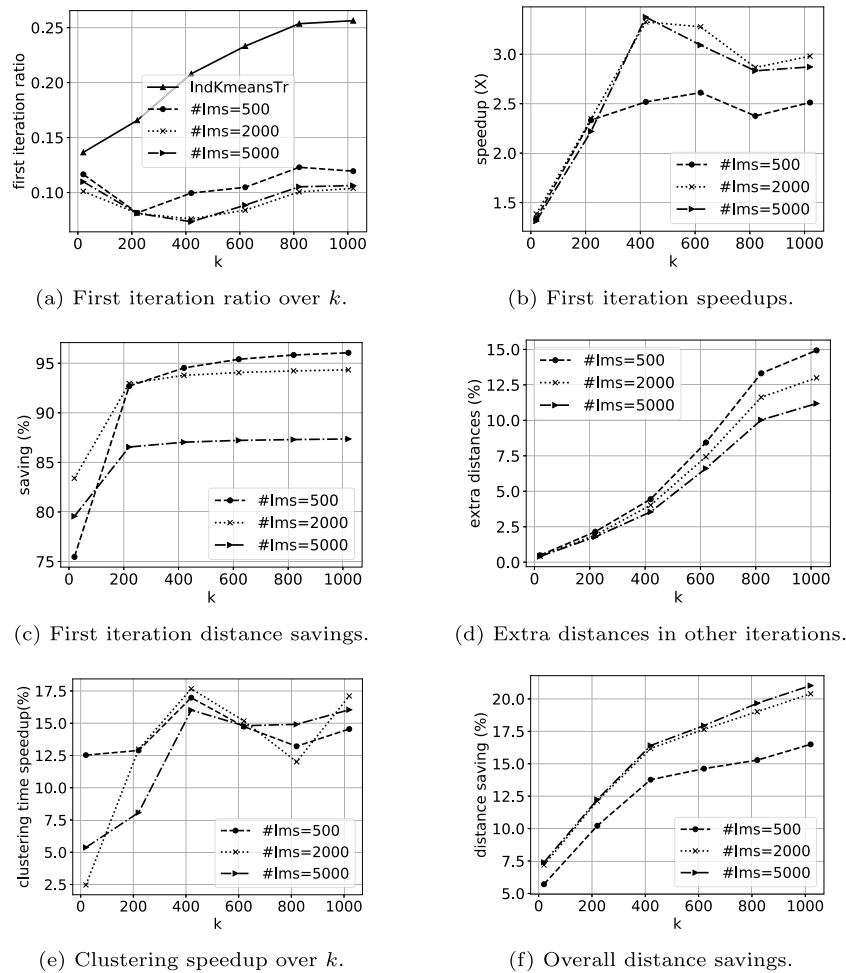 0.25
0.20
0.15
0.10
first iteration ratio
IndKmeansTr
#lms=500
#lms=2000
#lms=5000
0 200 400 600 800 1000
k
(a) First iteration ratio over k.
3.0
2.5
2.0
1.5
speedup (X)
#lms=500
#lms=2000
#lms=5000
0 200 400 600 800 1000
k
(b) First iteration speedups.
95
90
85
80
75
saving (%)
#lms=500
#lms=2000
#lms=5000
0 200 400 600 800 1000
k
(c) First iteration distance savings.
15.0
12.5
10.0
7.5
5.0
2.5
0.0
extra distances (%)
#lms=500
#lms=2000
#lms=5000
0 200 400 600 800 1000
k
(d) Extra distances in other iterations.
17.5
15.0
12.5
10.0
7.5
5.0
2.5
clustering time speedup(%)
#lms=500
#lms=2000
#lms=5000
0 200 400 600 800 1000
k
(e) Clustering speedup over k.
20.0
17.5
15.0
12.5
10.0
7.5
5.0
distance saving (%)
#lms=500
#lms=2000
#lms=5000
0 200 400 600 800 1000
k
(f) Overall distance savings.